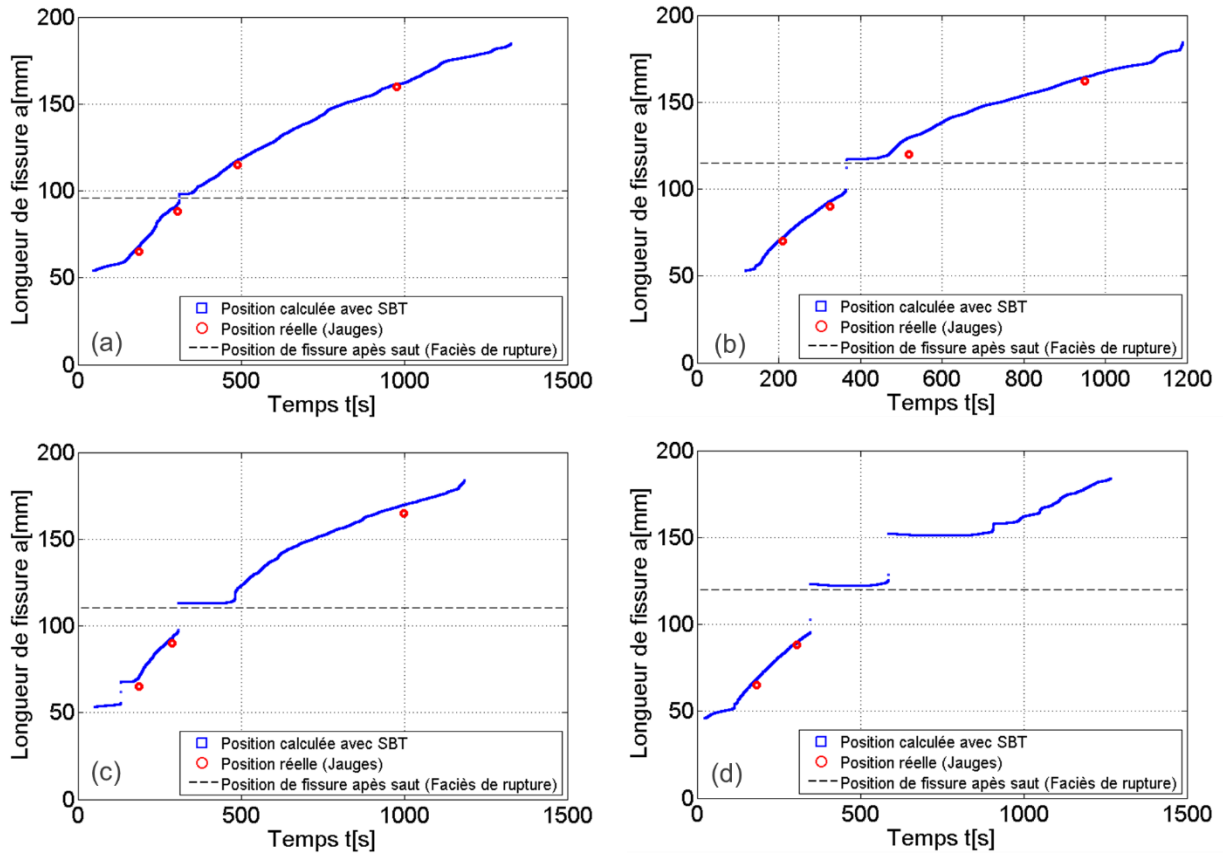 200
150
100
50
0
Longueur de fissure a[mm]
Position calculée avec SBT
Position réelle (Jauges)
Position de fissure apès saut (Faciès de rupture)
(a)
0 500 1000 1500
Temps t[s]
200
150
100
50
0
Longueur de fissure a[mm]
Position calculée avec SBT
Position réelle (Jauges)
Position de fissure apès saut (Faciès de rupture)
(b)
0 200 400 600 800 1000 1200
Temps t[s]
200
150
100
50
0
Longueur de fissure a[mm]
Position calculée avec SBT
Position réelle (Jauges)
Position de fissure apès saut (Faciès de rupture)
(c)
0 500 1000 1500
Temps t[s]
200
150
100
50
0
Longueur de fissure a[mm]
Position calculée avec SBT
Position réelle (Jauges)
Position de fissure apès saut (Faciès de rupture)
(d)
0 500 1000 1500
Temps t[s]